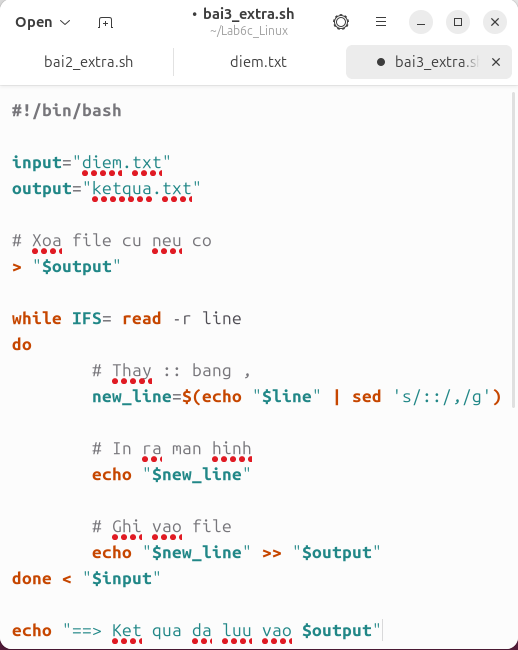 Open
• bai3_extra.sh
~/Lab6c_Linux
bai2_extra.sh
diem.txt
bai3_extra.sh
#!/bin/bash
input="diem.txt"
output="ketqua.txt"
# Xoa file cu neu co
> "$output"
while IFS= read -r line
do
        # Thay :: bang ,
        new_line=$(echo "$line" | sed 's/::/,/g')
        # In ra man hinh
        echo "$new_line"
        # Ghi vao file
        echo "$new_line" >> "$output"
done < "$input"
echo "==> Ket qua da luu vao $output"